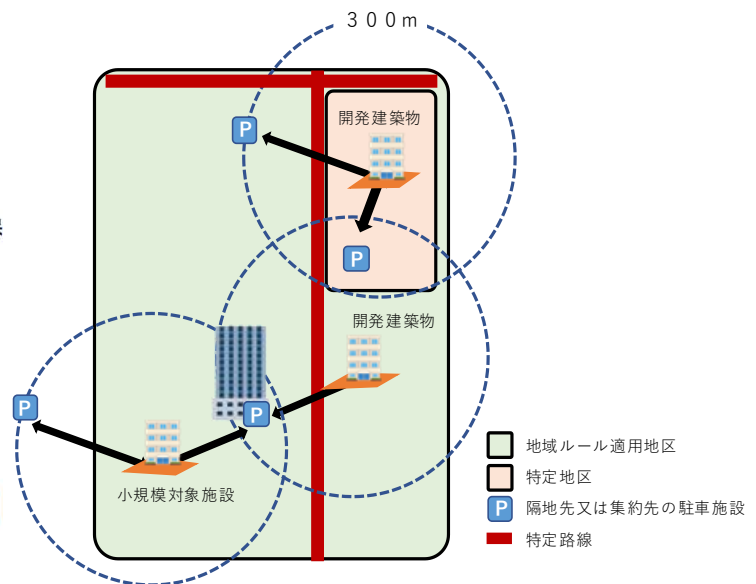 300m
開発建築物
P
P
開発建築物
P
P
小規模対象施設
地域ルール適用地区
特定地区
P 隔地先又は集約先の駐車施設
特定路線